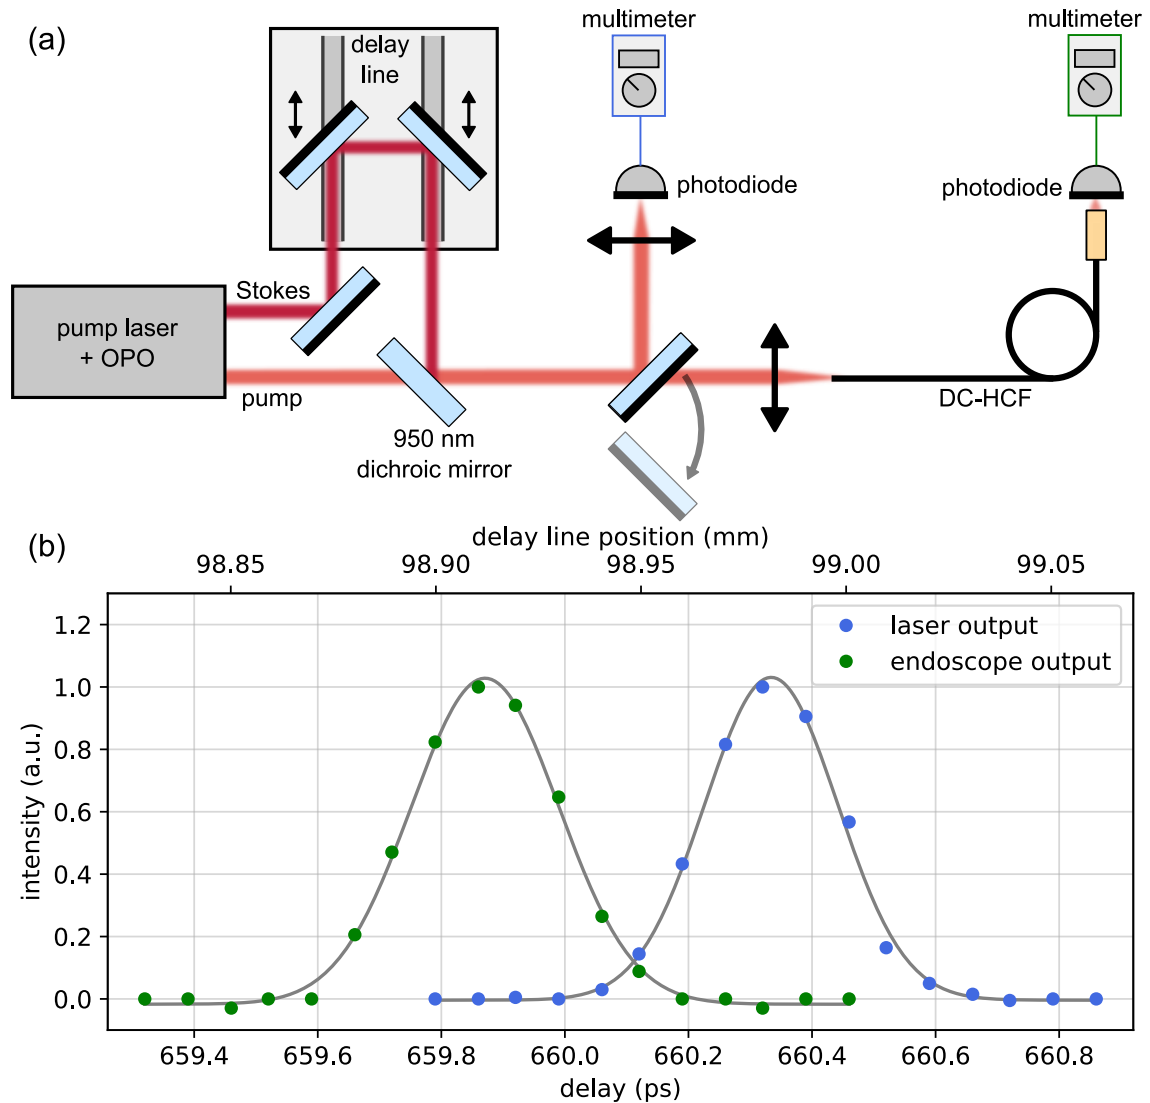 (a)
delay
line
multimeter
multimeter
photodiode
photodiode
Stokes
pump laser
+ OPO
pump
DC-HCF
950 nm
dichroic mirror
(b)
delay line position (mm)
98.85 98.90 98.95 99.00 99.05
1.2
1.0
0.8
0.6
0.4
0.2
0.0
intensity (a.u.)
laser output
endoscope output
659.4 659.6 659.8 660.0 660.2 660.4 660.6 660.8
delay (ps)